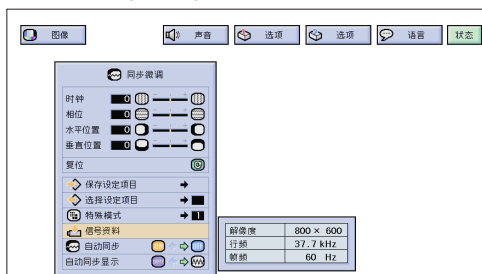 图像 声音 选项 选项 语言 状态
同步微调
时钟 0
相位 0
水平位置 0
垂直位置 0
复位
保存设定项目
选择设定项目
特殊模式 1
信号资料
自动同步
自动同步显示
解像度 800 × 600
行频 37.7 kHz
帧频 60 Hz